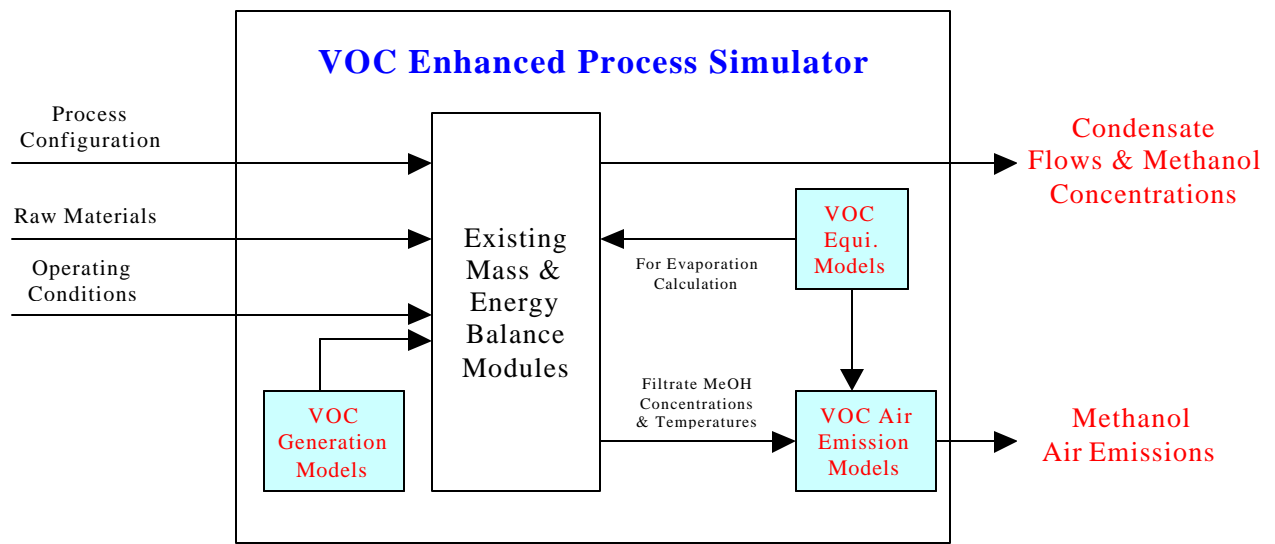 VOC Enhanced Process Simulator
Process
Configuration
Raw Materials
Operating
Conditions
Existing
Mass &
Energy
Balance
Modules
VOC
Generation
Models
VOC
Equi.
Models
For Evaporation
Calculation
Filtrate MeOH
Concentrations
& Temperatures
VOC Air
Emission
Models
Condensate
Flows & Methanol
Concentrations
Methanol
Air Emissions